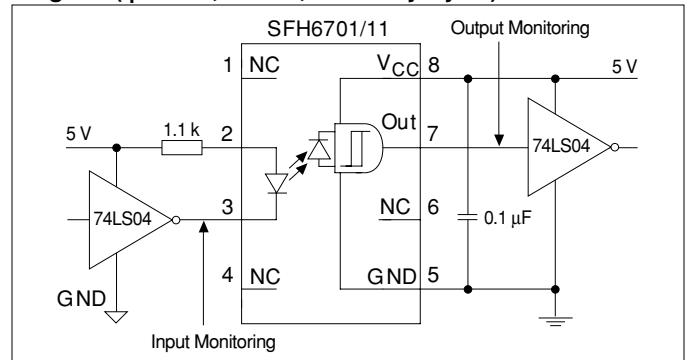 SFH6701/11
Output Monitoring
1 NC
VCC 8
5 V
5 V
1.1 k
2
Out
7
74LS04
74LS04
3
NC 6
0.1 µF
4 NC
GND 5
GND
Input Monitoring